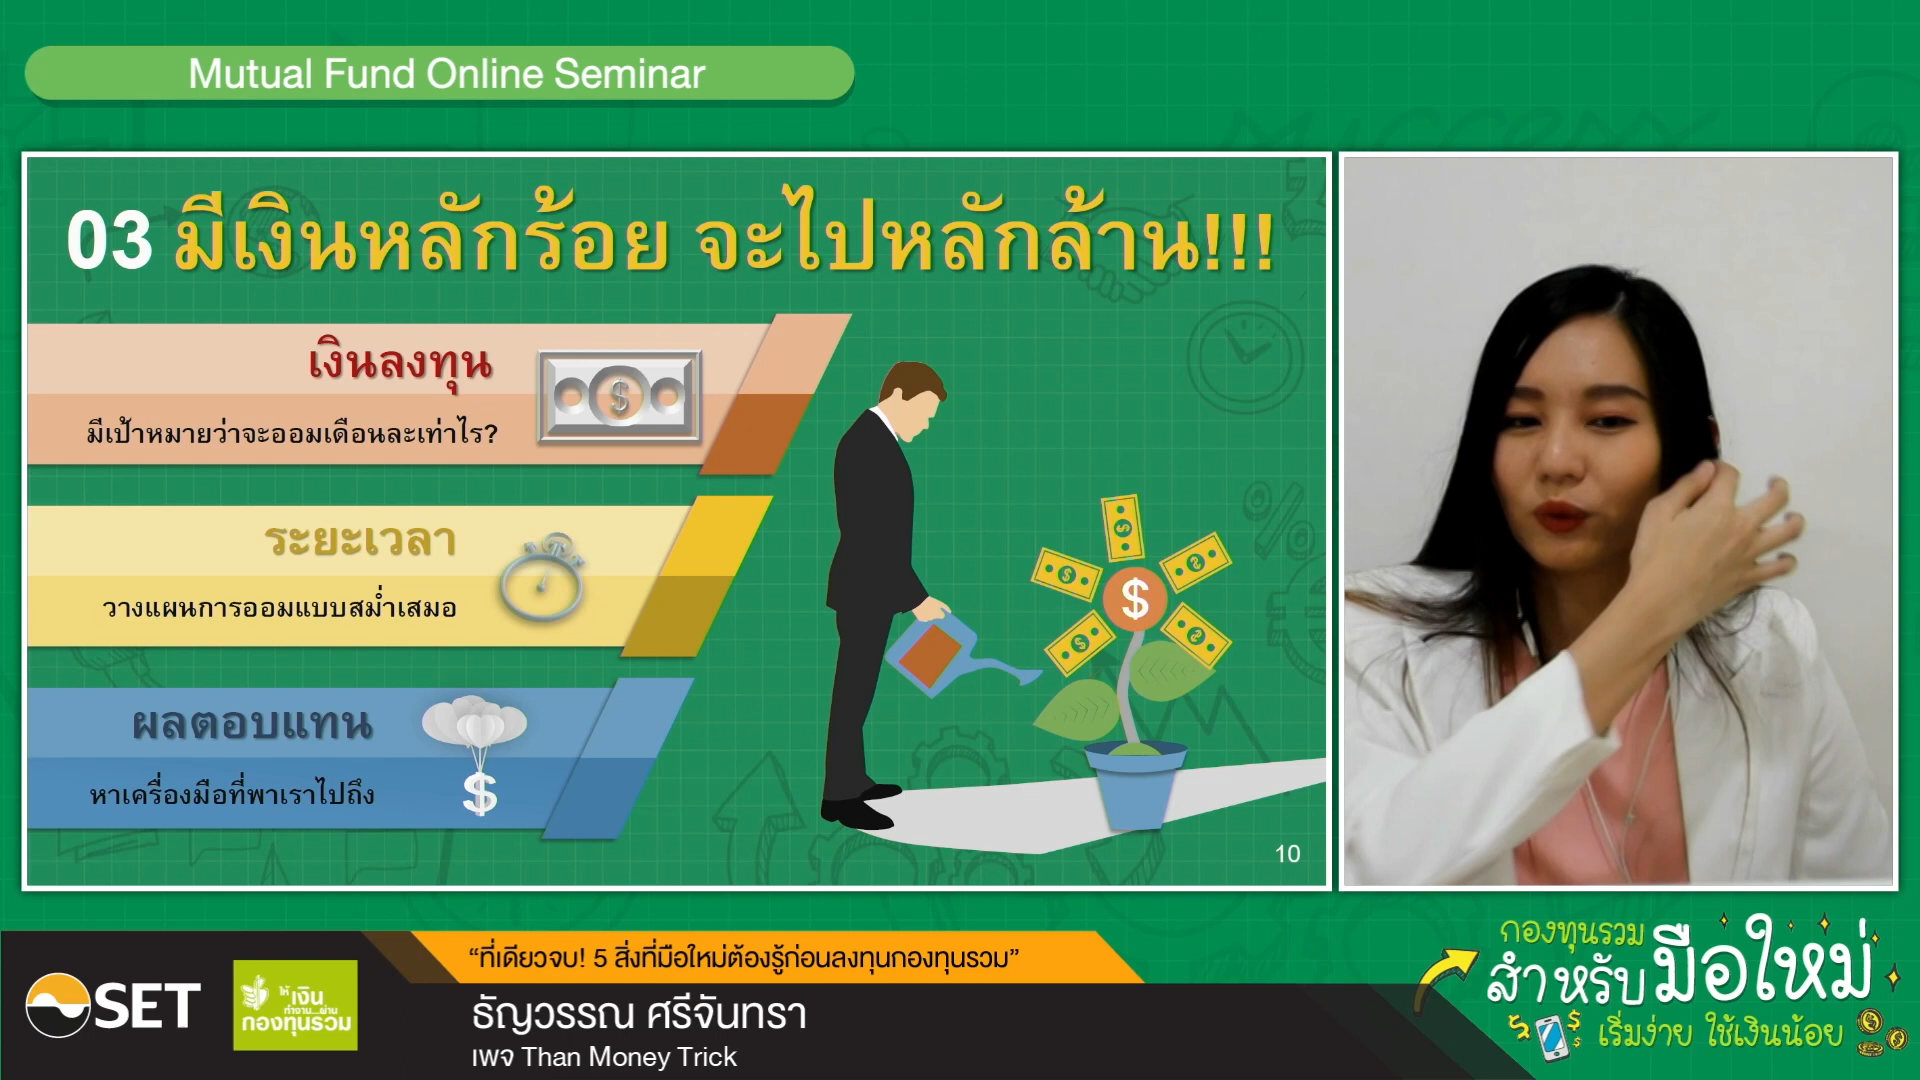 Mutual Fund Online Seminar
03 มีเงินหลักร้อย จะไปหลักล้าน!!!
เงินลงทุน
มีเป้าหมายว่าจะออมเดือนละเท่าไร?
ระยะเวลา
วางแผนการออมแบบสม่ำเสมอ
ผลตอบแทน
หาเครื่องมือที่พาเราไปถึง
$
10
SET
ให้เงิน
ทำงาน...ผ่าน
กองทุนรวม
“ที่เดียวจบ! 5 สิ่งที่มือใหม่ต้องรู้ก่อนลงทุนกองทุนรวม”
ธัญวรรณ ศรีจันทรา
เพจ Than Money Trick
กองทุนรวม
สำหรับมือใหม่
เริ่มง่าย ใช้เงินน้อย